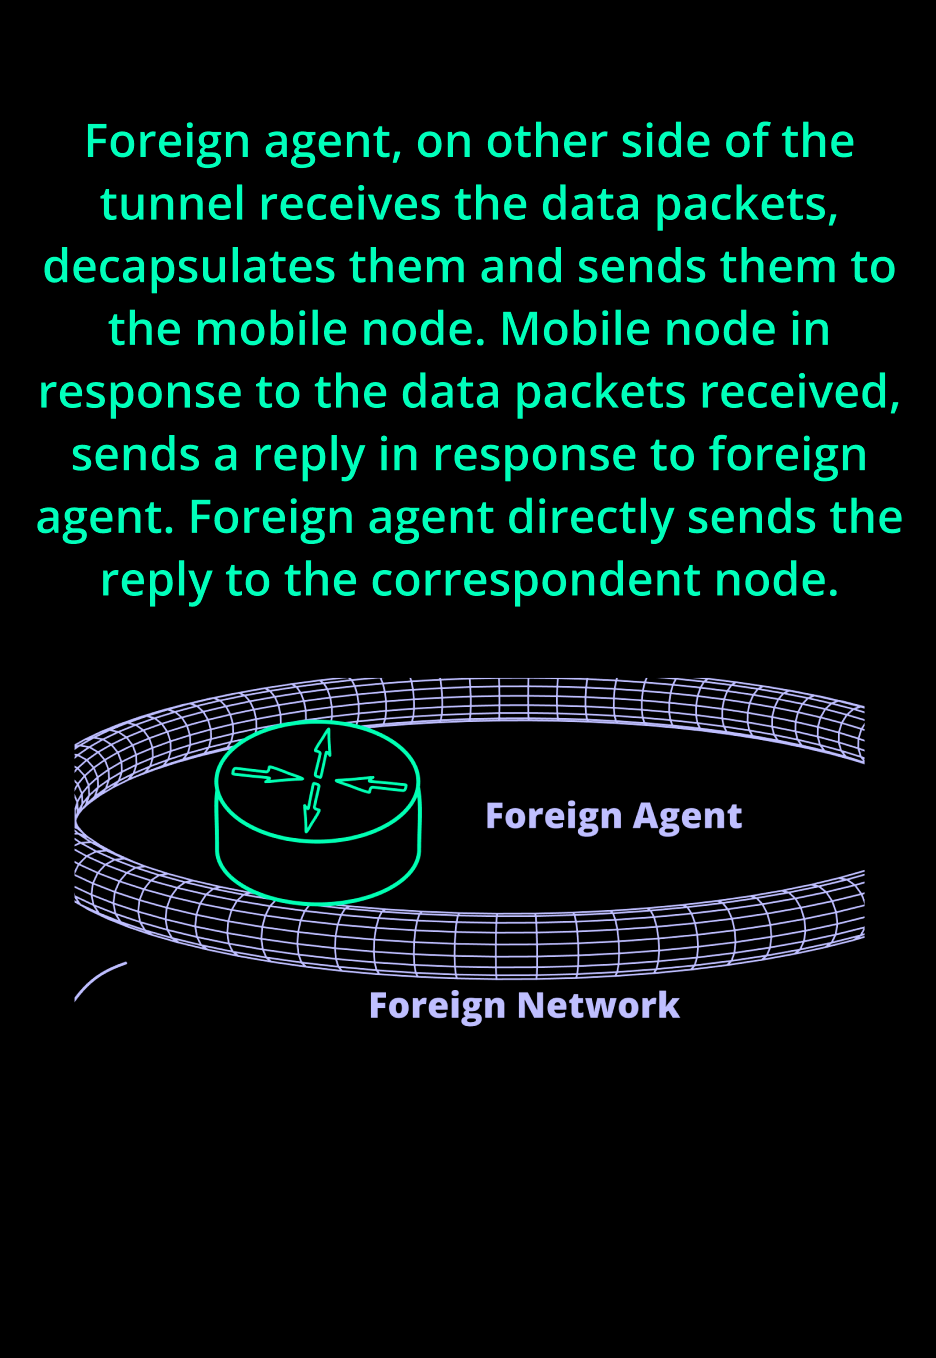 Foreign agent, on other side of the
tunnel receives the data packets,
decapsulates them and sends them to
the mobile node. Mobile node in
response to the data packets received,
sends a reply in response to foreign
agent. Foreign agent directly sends the
reply to the correspondent node.
Foreign Agent
Foreign Network